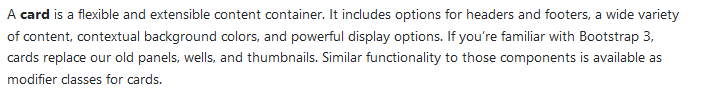 A card is a flexible and extensible content container. It includes options for headers and footers, a wide variety
of content, contextual background colors, and powerful display options. If you're familiar with Bootstrap 3,
cards replace our old panels, wells, and thumbnails. Similar functionality to those components is available as
modifier classes for cards.